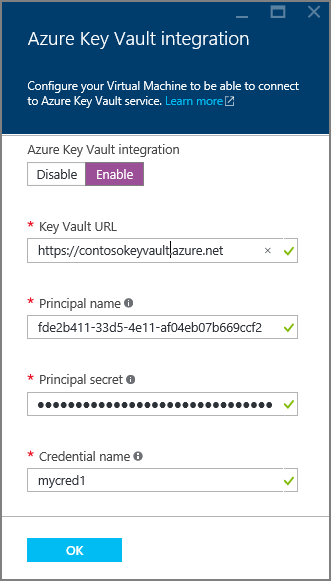 Azure Key Vault integration
Configure your Virtual Machine to be able to connect
to Azure Key Vault service. Learn more
Azure Key Vault integration
Disable Enable
* Key Vault URL
https://contosokeyvault.azure.net
* Principal name
fde2b411-33d5-4e11-af04eb07b669ccf2
* Principal secret
••••••••••••••••••••••••••••••••
* Credential name
mycred1
OK